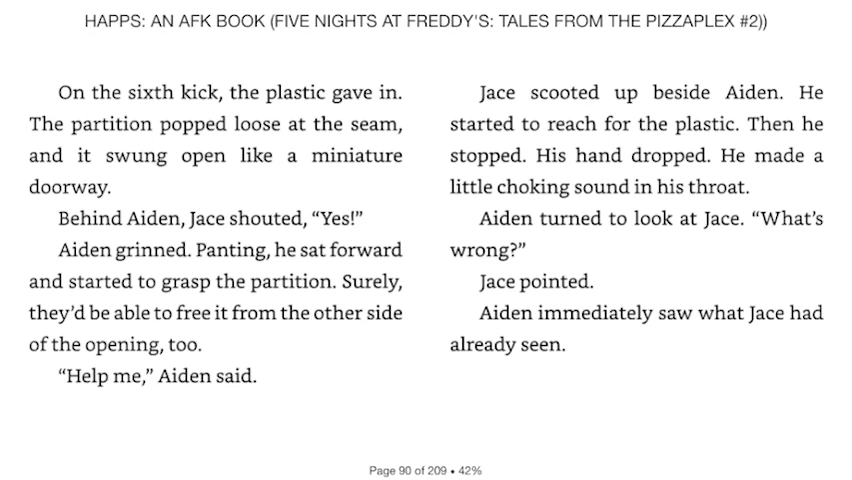 HAPPS: AN AFK BOOK (FIVE NIGHTS AT FREDDY'S: TALES FROM THE PIZZAPLEX #2))
On the sixth kick, the plastic gave in.
The partition popped loose at the seam,
and it swung open like a miniature
doorway.
Behind Aiden, Jace shouted, “Yes!”
Aiden grinned. Panting, he sat forward
and started to grasp the partition. Surely,
they’d be able to free it from the other side
of the opening, too.
“Help me,” Aiden said.
Jace scooted up beside Aiden. He
started to reach for the plastic. Then he
stopped. His hand dropped. He made a
little choking sound in his throat.
Aiden turned to look at Jace. “What’s
wrong?”
Jace pointed.
Aiden immediately saw what Jace had
already seen.
Page 90 of 209 • 42%